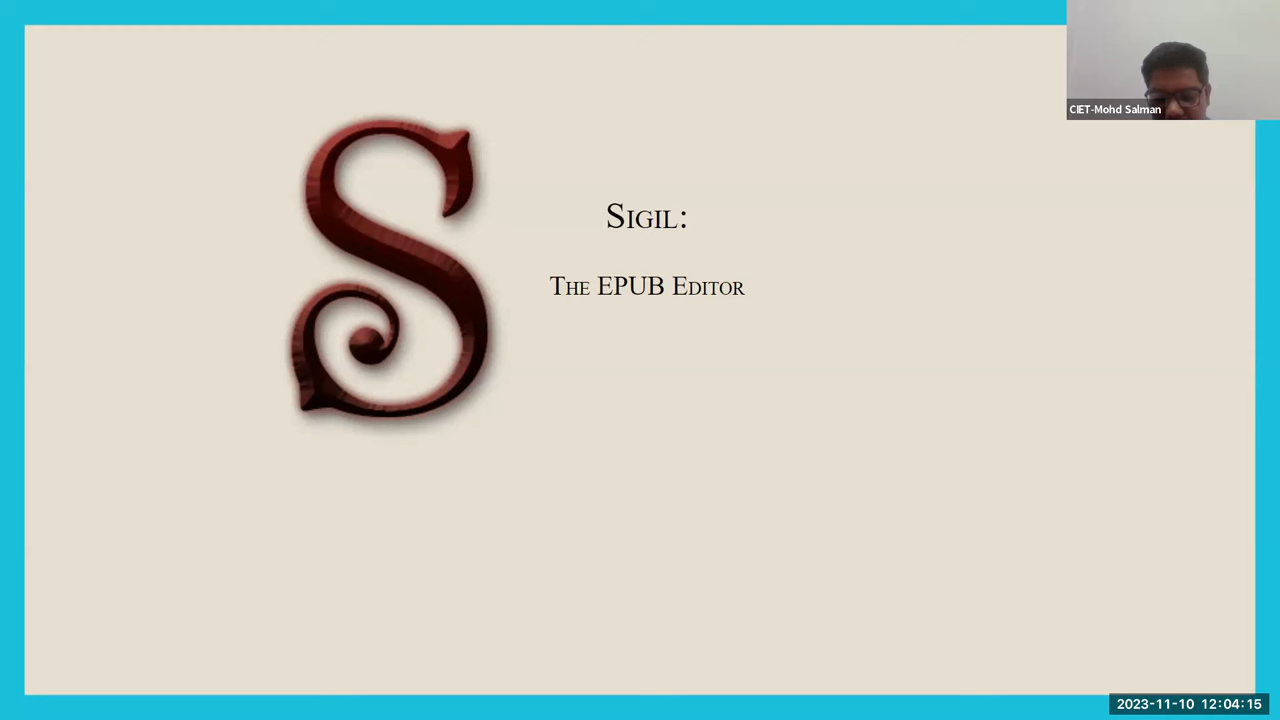 CIET-Mohd Salman
S
Sigil:
The EPUB Editor
2023-11-10 12:04:15